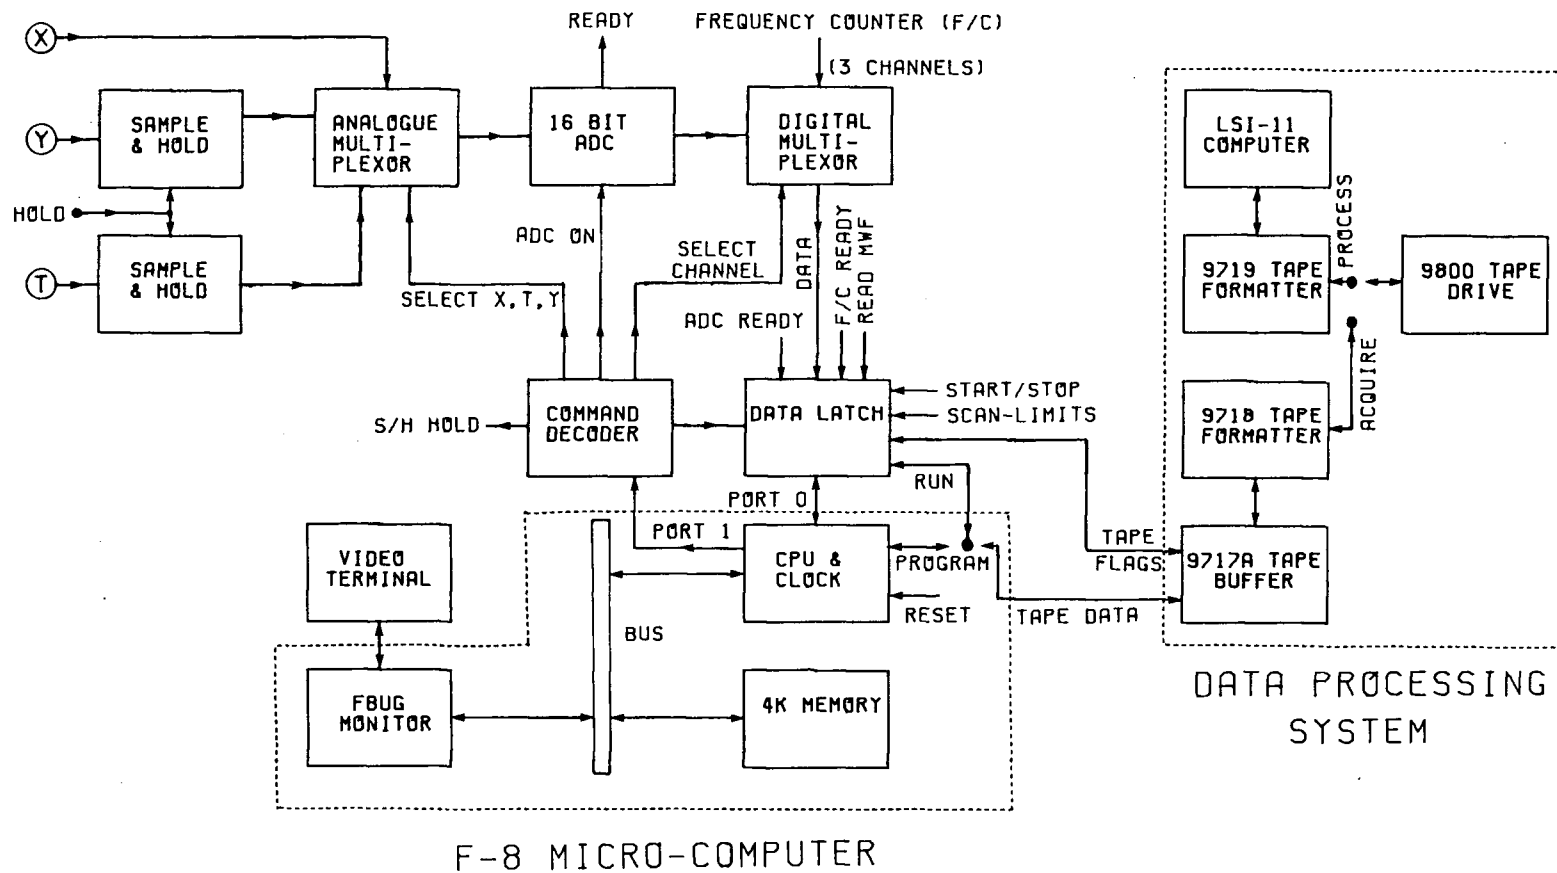 READY
FREQUENCY COUNTER (F/C)
(3 CHANNELS)
X
SAMPLE
& HOLD
Y
ANALOGUE
MULTI-
PLEXOR
16 BIT
ADC
DIGITAL
MULTI-
PLEXOR
HOLD
SAMPLE
& HOLD
T
ADC ON
SELECT
CHANNEL
DATA
F/C READY
READ MWF
SELECT X,T,Y
ADC READY
S/H HOLD
COMMAND
DECODER
DATA LATCH
START/STOP
SCAN-LIMITS
RUN
PORT 0
PORT 1
VIDEO
TERMINAL
CPU &
CLOCK
PROGRAM
RESET
BUS
FBUG
MONITOR
4K MEMORY
TAPE
FLAGS
TAPE DATA
F-8 MICRO-COMPUTER
LSI-11
COMPUTER
PROCESS
9719 TAPE
FORMATTER
9800 TAPE
DRIVE
ACQUIRE
9718 TAPE
FORMATTER
9717A TAPE
BUFFER
DATA PROCESSING
SYSTEM